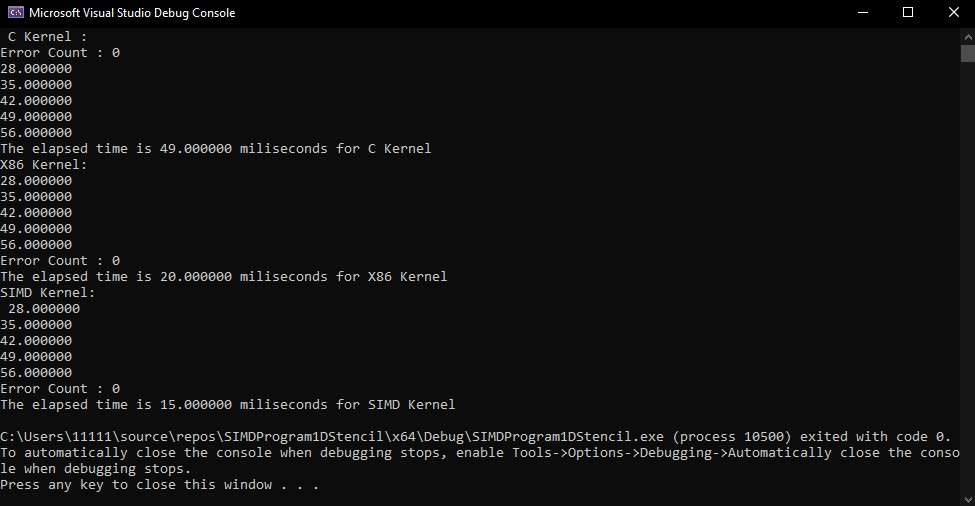 Microsoft Visual Studio Debug Console
C Kernel :
Error Count : 0
28.000000
35.000000
42.000000
49.000000
56.000000
The elapsed time is 49.000000 miliseconds for C Kernel
X86 Kernel:
28.000000
35.000000
42.000000
49.000000
56.000000
Error Count : 0
The elapsed time is 20.000000 miliseconds for X86 Kernel
SIMD Kernel:
28.000000
35.000000
42.000000
49.000000
56.000000
Error Count : 0
The elapsed time is 15.000000 miliseconds for SIMD Kernel
C:\Users\11111\source\repos\SIMDProgram1DStencil\x64\Debug\SIMDProgram1DStencil.exe (process 10500) exited with code 0.
To automatically close the console when debugging stops, enable Tools->Options->Debugging->Automatically close the conso
le when debugging stops.
Press any key to close this window . . .